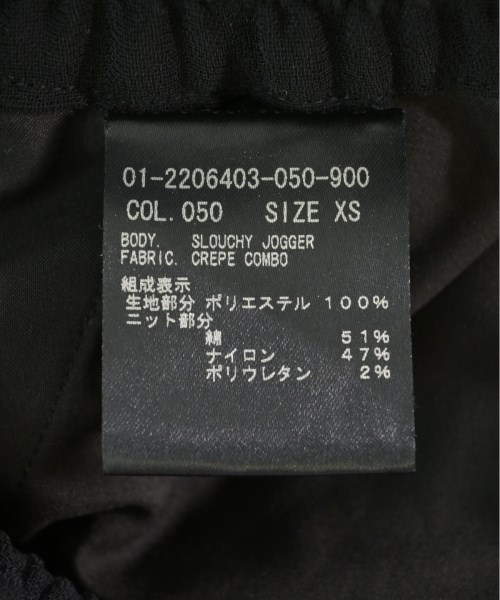 01-2206403-050-900
COL.050 SIZE XS
BODY. SLOUCHY JOGGER
FABRIC. CREPE COMBO
組成表示
生地部分 ポリエステル 100%
ニット部分
綿 51%
ナイロン 47%
ポリウレタン 2%